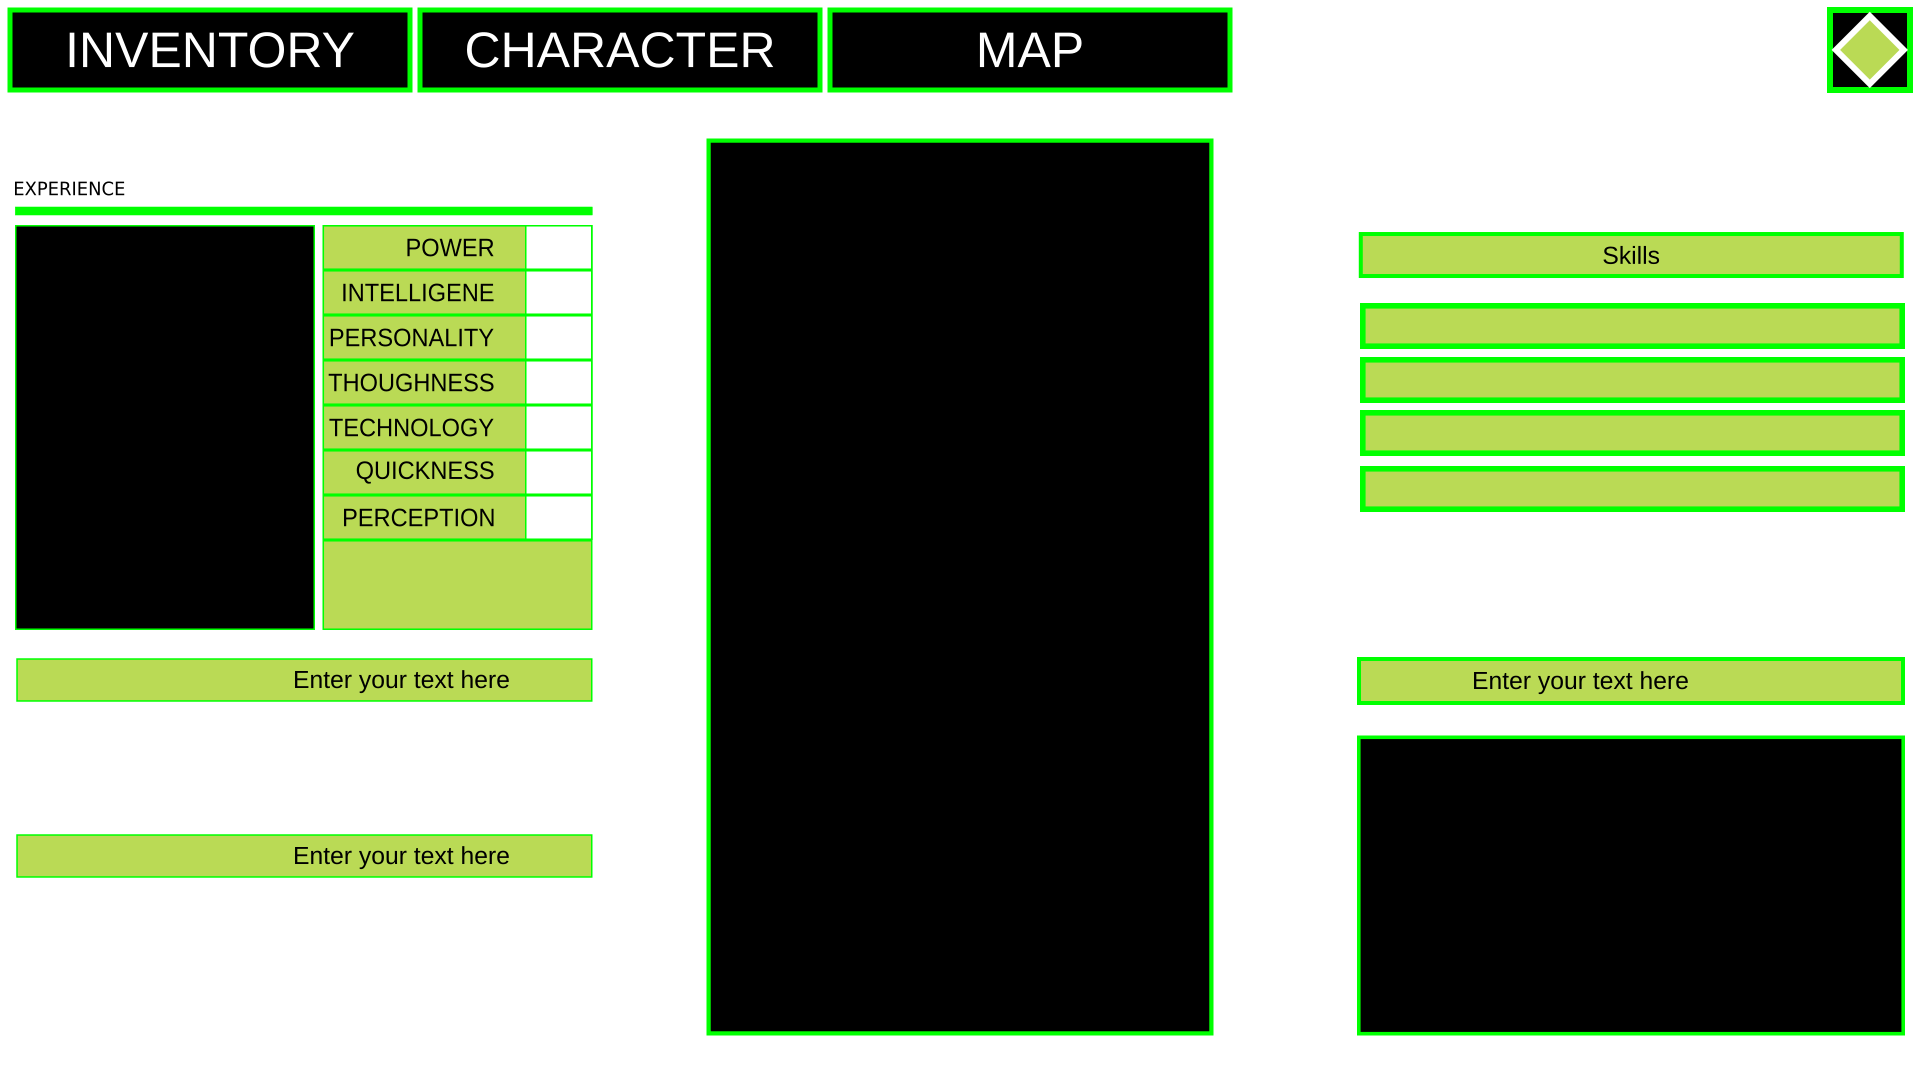 INVENTORY
CHARACTER
MAP
EXPERIENCE
POWER
INTELLIGENE
PERSONALITY
THOUGHNESS
TECHNOLOGY
QUICKNESS
PERCEPTION
Enter your text here
Enter your text here
Skills
Enter your text here